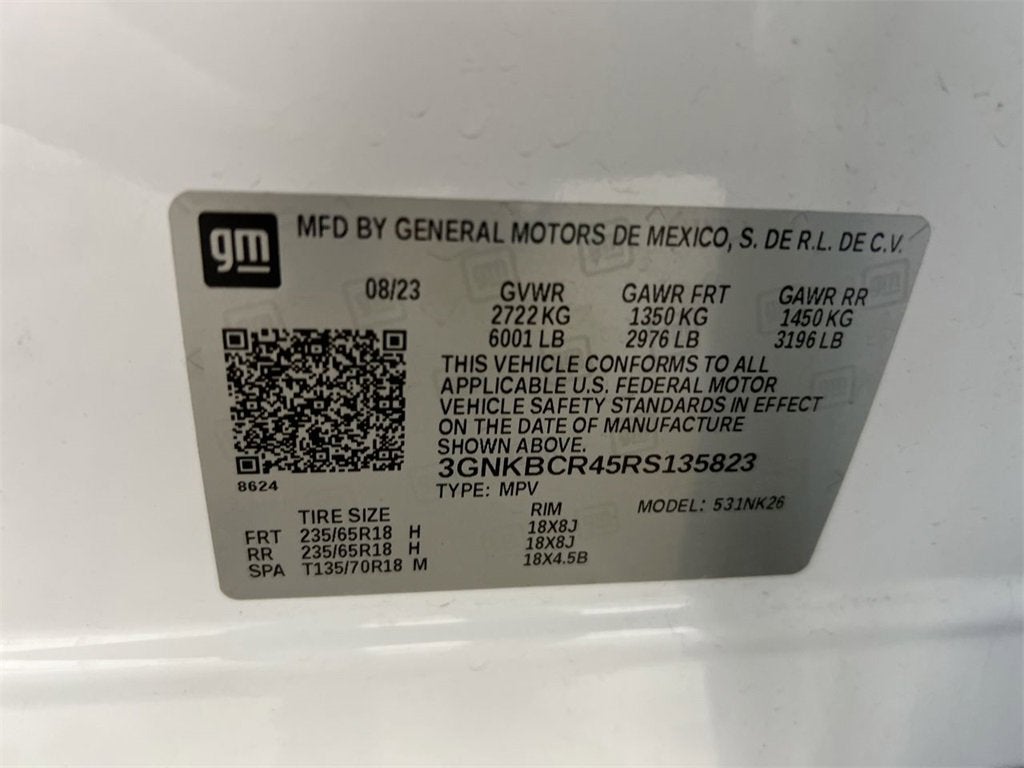 gm
MFD BY GENERAL MOTORS DE MEXICO, S. DE R.L. DE C.V.
08/23 GVWR GAWR FRT GAWR RR
2722 KG 1350 KG 1450 KG
6001 LB 2976 LB 3196 LB
THIS VEHICLE CONFORMS TO ALL
APPLICABLE U.S. FEDERAL MOTOR
VEHICLE SAFETY STANDARDS IN EFFECT
ON THE DATE OF MANUFACTURE
SHOWN ABOVE.
3GNKBCR45RS135823
8624
TYPE: MPV MODEL: 531NK26
TIRE SIZE RIM
FRT 235/65R18 H 18X8J
RR 235/65R18 H 18X8J
SPA T135/70R18 M 18X4.5B